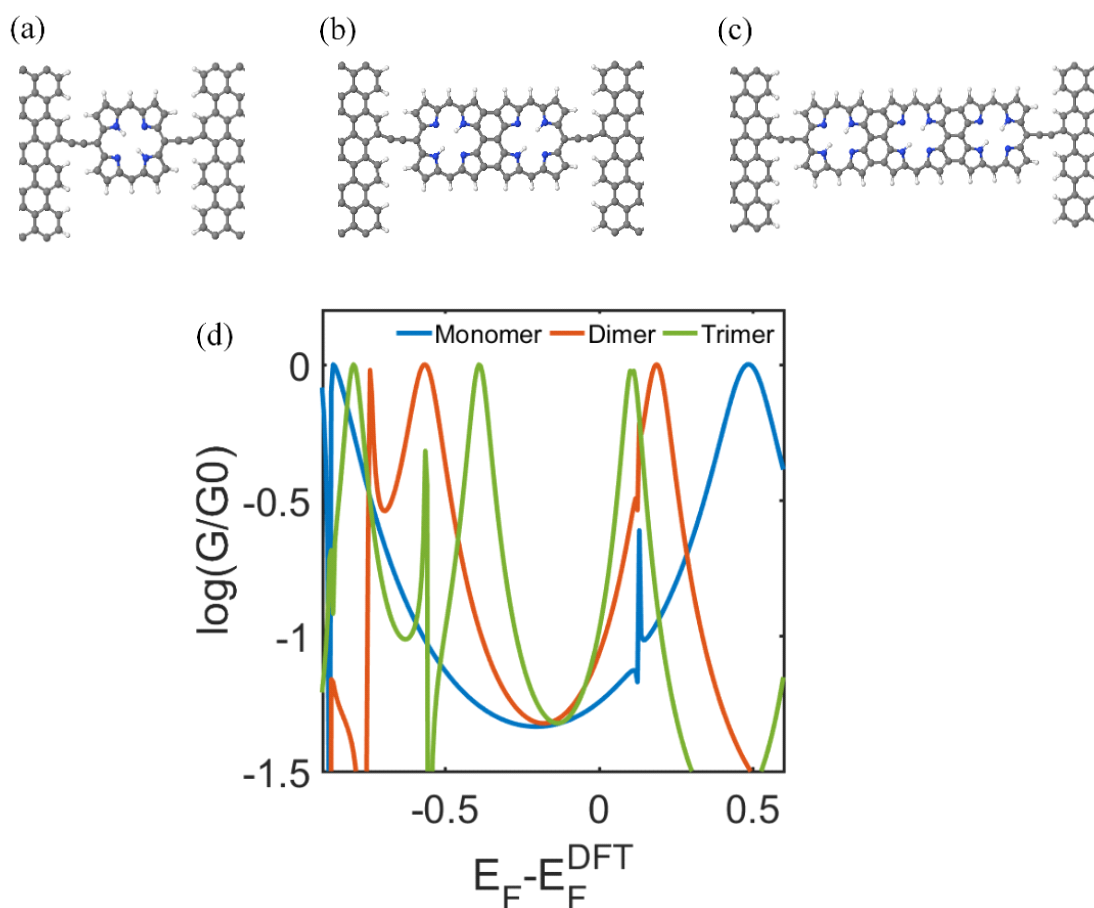 (a)
(b)
(c)
(d)
Monomer Dimer Trimer
0
-0.5
-1
-1.5
log(G/G0)
-0.5 0 0.5
E_F-E_F^DFT